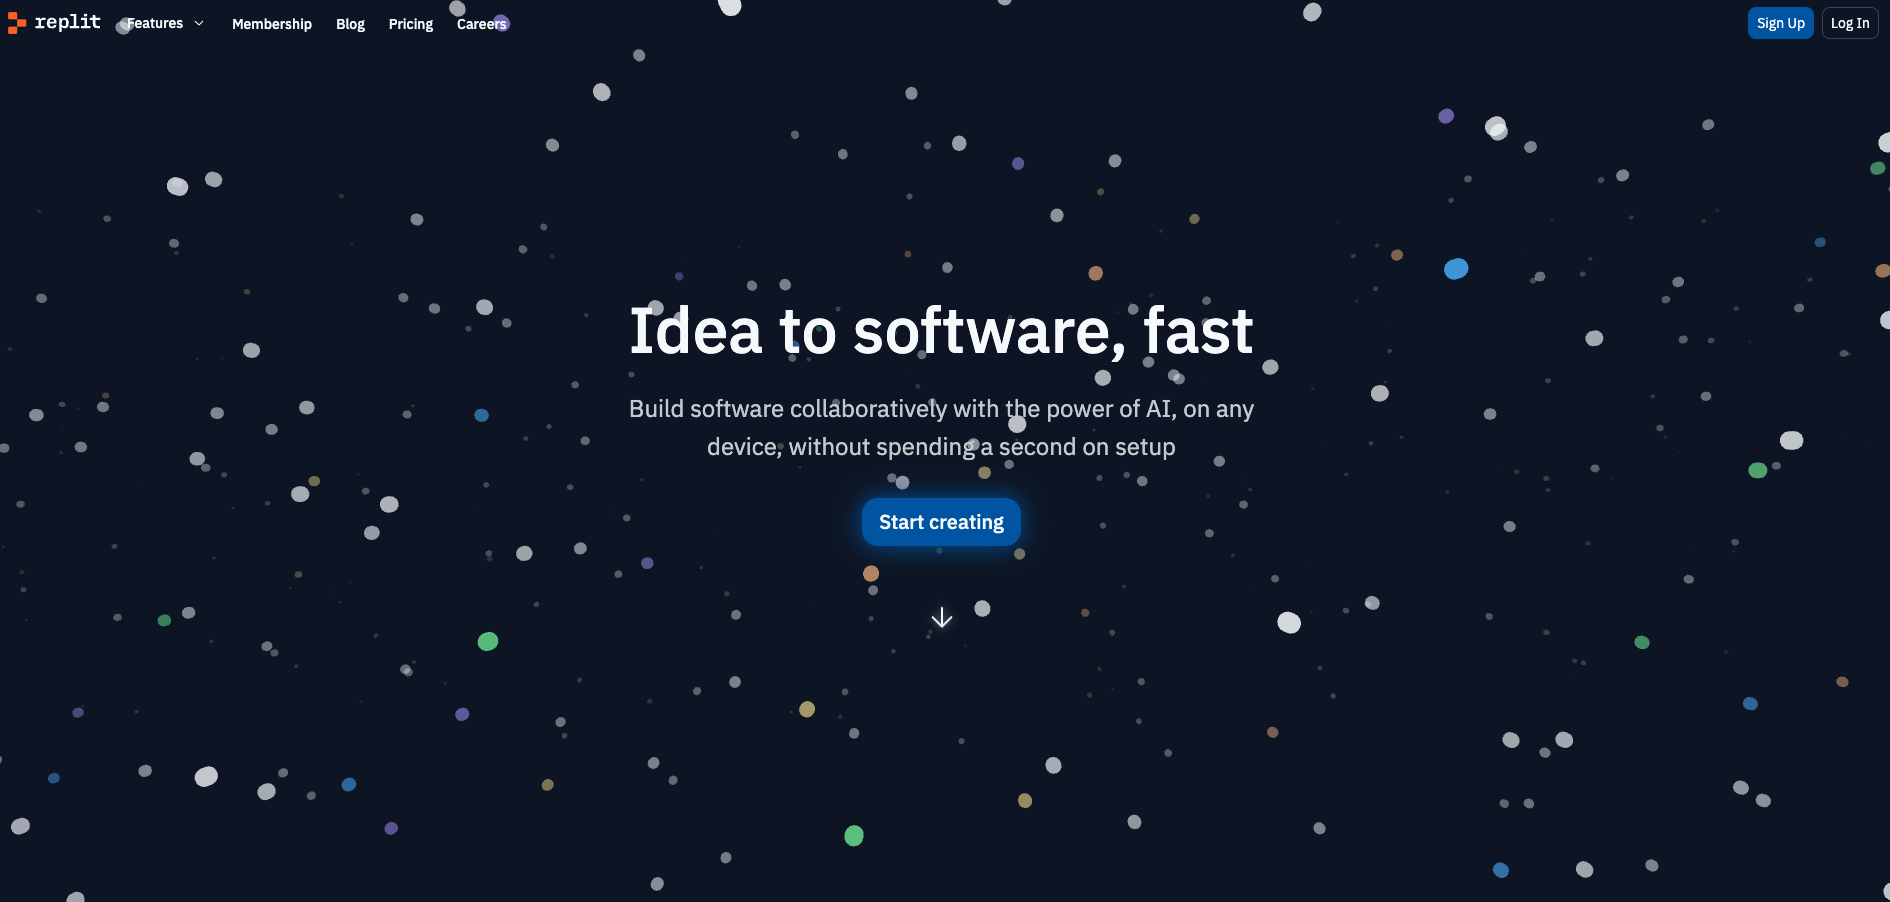 replit
Features
Membership
Blog
Pricing
Careers
Sign Up
Log In
Idea to software, fast
Build software collaboratively with the power of AI, on any
device, without spending a second on setup
Start creating